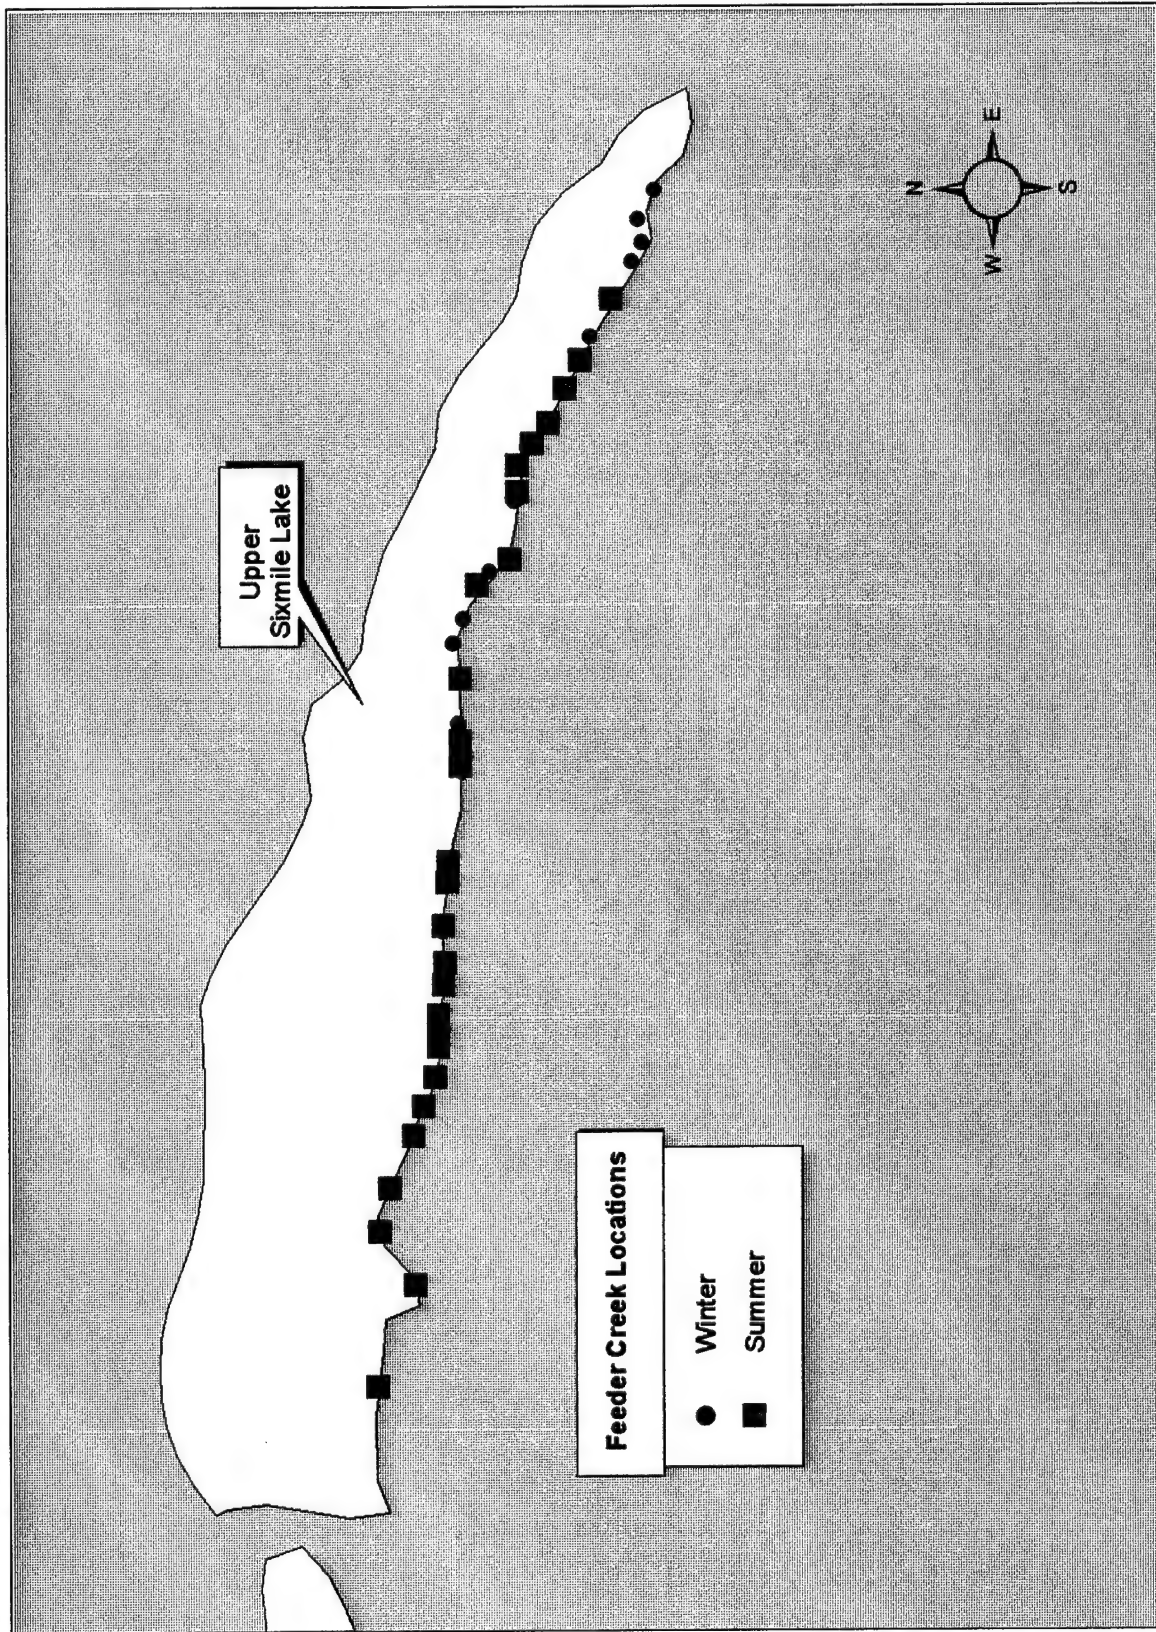 Upper
Sixmile Lake
N
W
E
S
Feeder Creek Locations
Winter
Summer